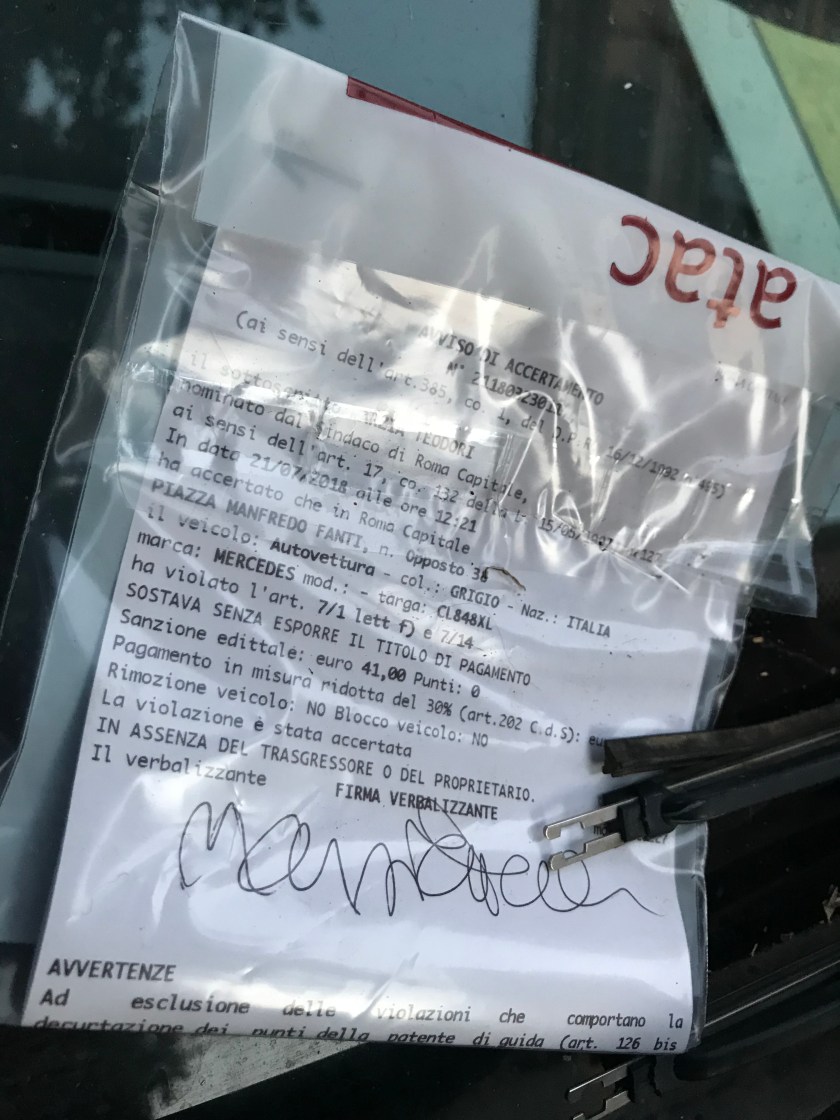 atac
AVVISO DI ACCERTAMENTO
N° 21180323011
(ai sensi dell'art.385, co. 1, del D.P.R. 16/12/1992 n.495)
il sottoscritto TEODORI
nominato dal Sindaco di Roma Capitale,
ai sensi dell'art. 17, co. 132 della 15/05/1997
In data 21/07/2018 alle ore 12:21
ha accertato che in Roma Capitale
PIAZZA MANFREDO FANTI, n. Opposto 36
il veicolo: Autovettura - col.: GRIGIO - Naz.: ITALIA
marca: MERCEDES mod.: - targa: CL848XL
ha violato l'art. 7/1 lett f) e 7/14
SOSTAVA SENZA ESPORRE IL TITOLO DI PAGAMENTO
Sanzione edittale: euro 41,00 Punti: 0
Pagamento in misura ridotta del 30% (art.202 C.d.S): eu
Rimozione veicolo: NO Blocco veicolo: NO
La violazione è stata accertata
IN ASSENZA DEL TRASGRESSORE O DEL PROPRIETARIO.
Il verbalizzante
FIRMA VERBALIZZANTE
AVVERTENZE
Ad esclusione delle violazioni che comportano la
decurtazione dei punti della patente di guida (art. 126 bis